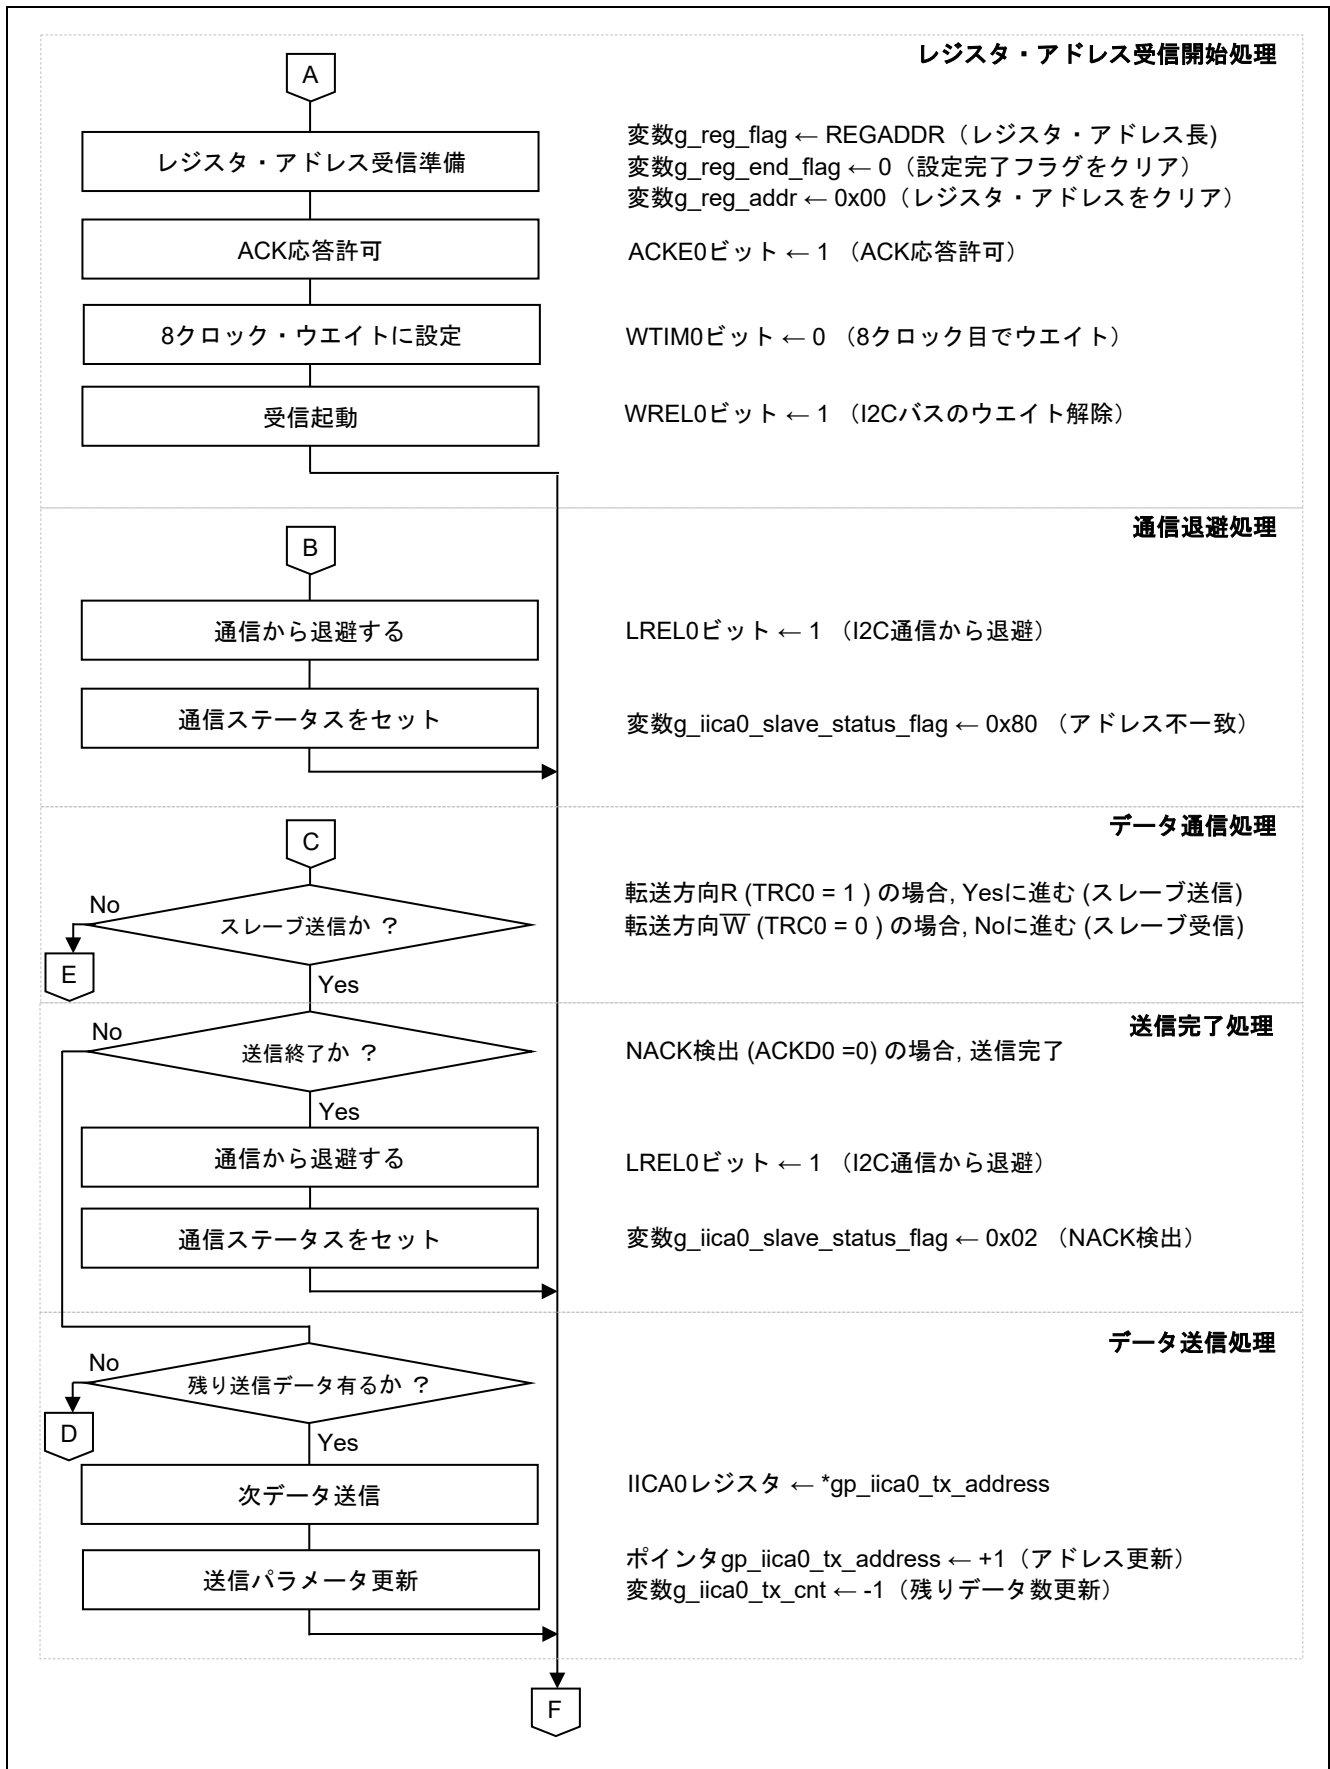 レジスタ・アドレス受信開始処理
A
レジスタ・アドレス受信準備
変数g_reg_flag ← REGADDR（レジスタ・アドレス長)
変数g_reg_end_flag ← 0（設定完了フラグをクリア）
変数g_reg_addr ← 0x00（レジスタ・アドレスをクリア）
ACK応答許可
ACKE0ビット ← 1 （ACK応答許可）
8クロック・ウエイトに設定
WTIM0ビット ← 0 （8クロック目でウエイト）
受信起動
WREL0ビット ← 1 （I2Cバスのウエイト解除）
通信退避処理
B
通信から退避する
LREL0ビット ← 1 （I2C通信から退避）
通信ステータスをセット
変数g_iica0_slave_status_flag ← 0x80 （アドレス不一致）
データ通信処理
C
転送方向R (TRC0 = 1 ) の場合, Yesに進む (スレーブ送信)
転送方向W̅ (TRC0 = 0 ) の場合, Noに進む (スレーブ受信)
No
スレーブ送信か ？
E
Yes
送信完了処理
No
送信終了か ？
NACK検出 (ACKD0 =0) の場合, 送信完了
Yes
通信から退避する
LREL0ビット ← 1 （I2C通信から退避）
通信ステータスをセット
変数g_iica0_slave_status_flag ← 0x02 （NACK検出）
データ送信処理
No
残り送信データ有るか ？
D
Yes
次データ送信
IICA0レジスタ ← *gp_iica0_tx_address
送信パラメータ更新
ポインタgp_iica0_tx_address ← +1（アドレス更新）
変数g_iica0_tx_cnt ← -1（残りデータ数更新）
F